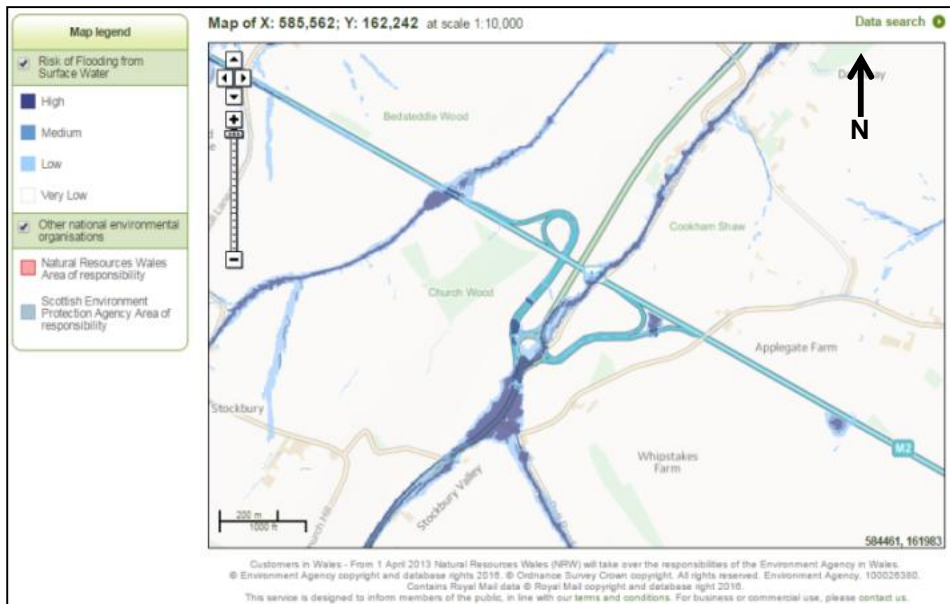 Map legend
Risk of Flooding from
Surface Water
High
Medium
Low
Very Low
Other national environmental
organisations
Natural Resources Wales
Area of responsibility
Scottish Environment
Protection Agency Area of
responsibility
Map of X: 585,562; Y: 162,242 at scale 1:10,000
Data search
N
Bedsteddle Wood
Cookham Shaw
Church Wood
Applegate Farm
Stockbury
M2
Whipstakes
Farm
Stockbury Valley
200 m
1000 ft
584461, 161983
Customers in Wales - From 1 April 2013 Natural Resources Wales (NRW) will take over the responsibilities of the Environment Agency in Wales.
© Environment Agency copyright and database rights 2016. © Ordnance Survey Crown copyright. All rights reserved. Environment Agency, 100026380.
Contains Royal Mail data © Royal Mail copyright and database right 2016.
This service is designed to inform members of the public, in line with our terms and conditions. For business or commercial use, please contact us.